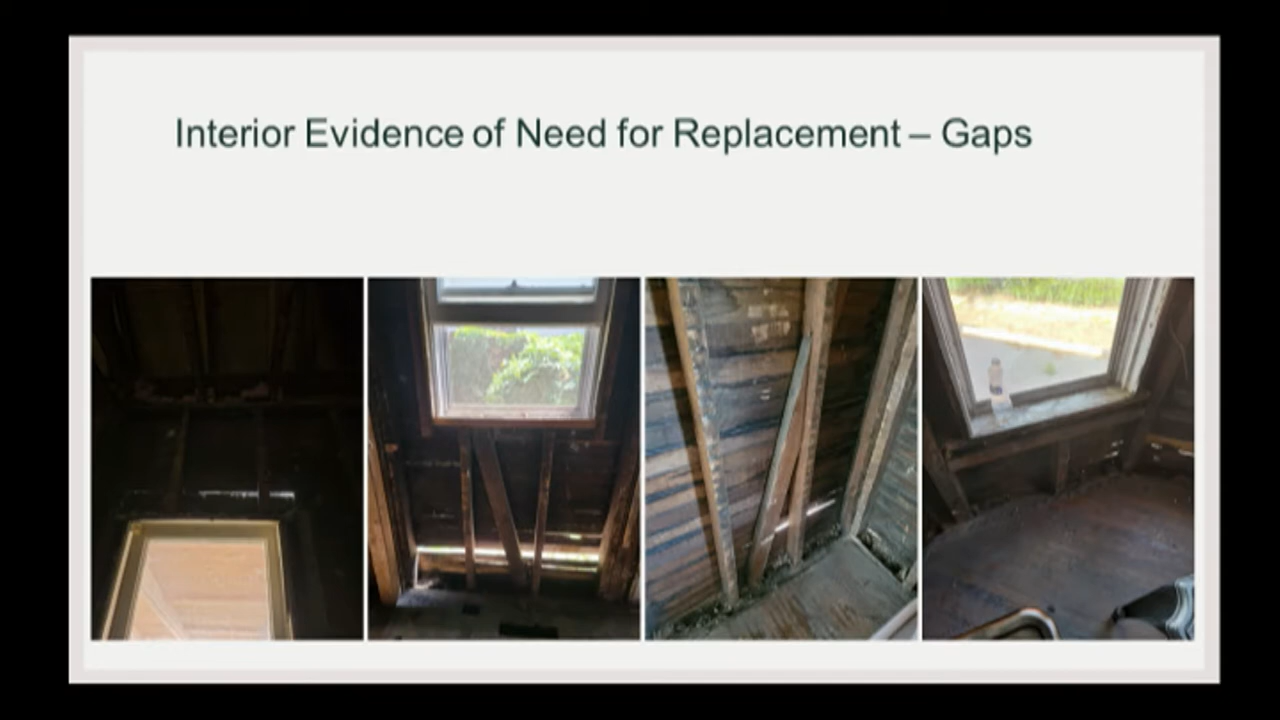 Interior Evidence of Need for Replacement – Gaps